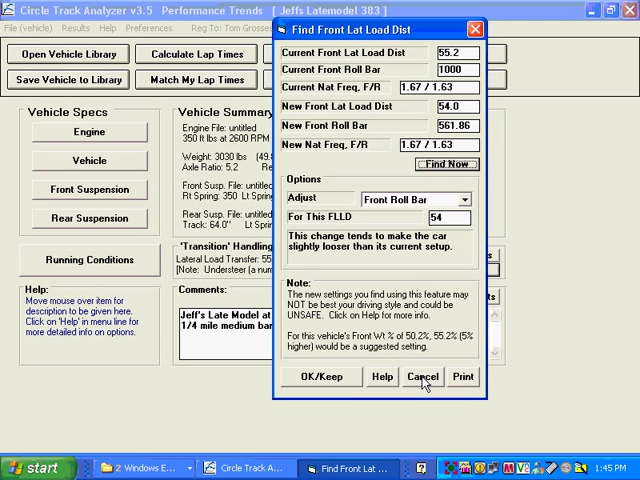 Circle Track Analyzer v3.5 Performance Trends [ Jeffs Latemodel 383 ]
File (vehicle) Results Help Preferences Reg To: Tom Grosse
Open Vehicle Library
Calculate Lap Times
Save Vehicle to Library
Match My Lap Times
Vehicle Specs
Engine
Vehicle
Front Suspension
Rear Suspension
Running Conditions
Vehicle Summary
Engine File: untitled
350 ft lbs at 2600 RPM
Weight: 3030 lbs (49.8
Axle Ratio: 5.2
Front Susp. File: untitled
Rt Spring: 350 Lt Spring
Rear Susp. File: untitled
Track: 64.0" Lt
'Transition' Handling
Lateral Load Transfer: 55
[Note: Understeer (a num
Help:
Move mouse over item for
description to be given here.
Click on 'Help' in menu line for
more detailed info on options.
Comments:
Jeff's Late Model at
1/4 mile medium bar
Find Front Lat Load Dist
Current Front Lat Load Dist 55.2
Current Front Roll Bar 1000
Current Nat Freq, F/R 1.67 / 1.63
New Front Lat Load Dist 54.0
New Front Roll Bar 561.86
New Nat Freq, F/R 1.67 / 1.63
Find Now
Options
Adjust Front Roll Bar
For This FLLD 54
This change tends to make the car
slightly looser than its current setup.
Note:
The new settings you find using this feature may
NOT be best your driving style and could be
UNSAFE. Click on Help for more info.
For this vehicle's Front Wt % of 50.2%, 55.2% (5%
higher) would be a suggested setting.
OK/Keep
Help
Cancel
Print
start
2 Windows E...
Circle Track A...
Find Front Lat ...
1:45 PM